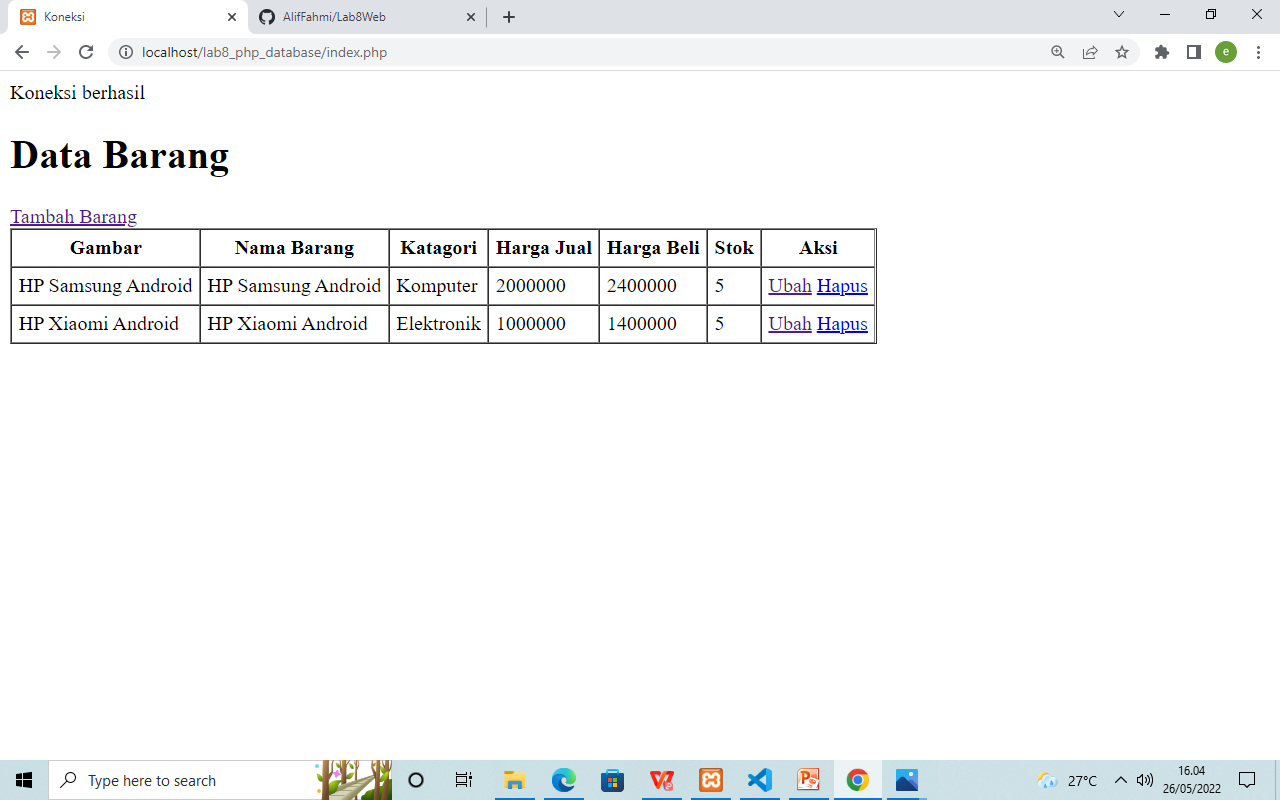 Koneksi
AlifFahmi/Lab8Web
localhost/lab8_php_database/index.php
e
Koneksi berhasil
Data Barang
Tambah Barang
Gambar Nama Barang Katagori Harga Jual Harga Beli Stok Aksi
HP Samsung Android HP Samsung Android Komputer 2000000 2400000 5 Ubah Hapus
HP Xiaomi Android HP Xiaomi Android Elektronik 1000000 1400000 5 Ubah Hapus
Type here to search
27°C
16.04
26/05/2022